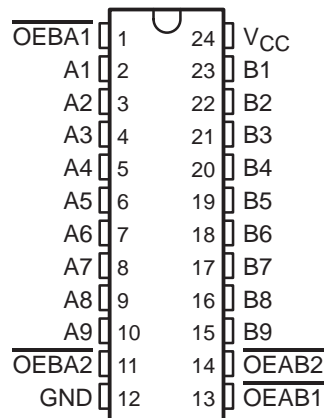 OEBA1 1 24 VCC
A1 2 23 B1
A2 3 22 B2
A3 4 21 B3
A4 5 20 B4
A5 6 19 B5
A6 7 18 B6
A7 8 17 B7
A8 9 16 B8
A9 10 15 B9
OEBA2 11 14 OEAB2
GND 12 13 OEAB1